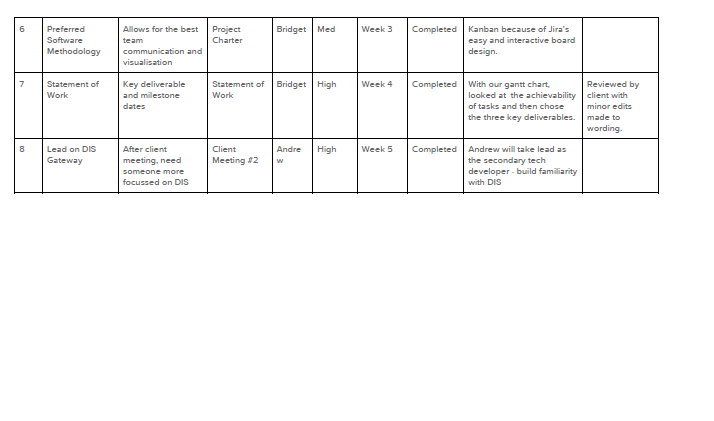 6
Preferred
Software
Methodology
Allows for the best
team
communication and
visualisation
Project
Charter
Bridget
Med
Week 3
Completed
Kanban because of Jira's
easy and interactive board
design.
7
Statement of
Work
Key deliverable
and milestone
dates
Statement of
Work
Bridget
High
Week 4
Completed
With our gantt chart,
looked at the achievability
of tasks and then chose
the three key deliverables.
Reviewed by
client with
minor edits
made to
wording.
8
Lead on DIS
Gateway
After client
meeting, need
someone more
focussed on DIS
Client
Meeting #2
Andre
w
High
Week 5
Completed
Andrew will take lead as
the secondary tech
developer - build familiarity
with DIS